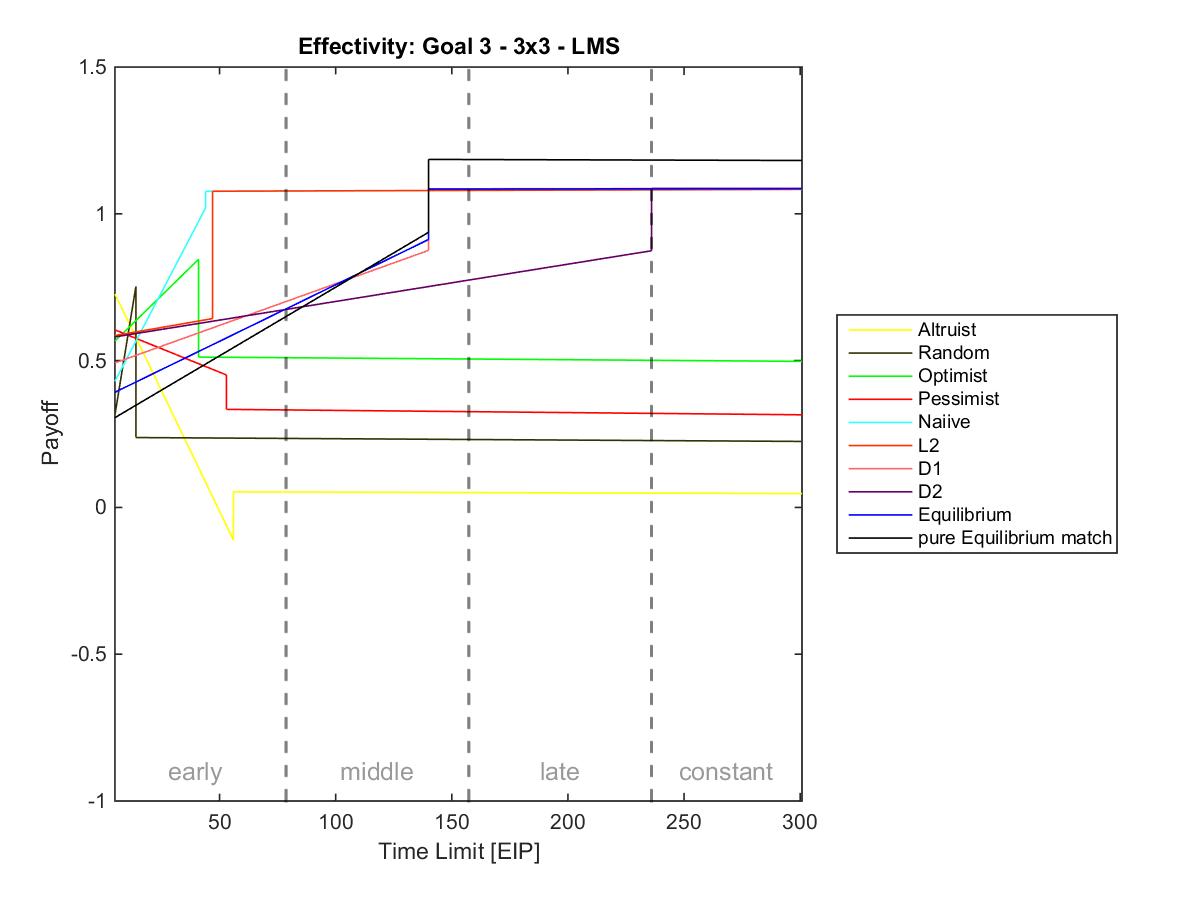 Effectivity: Goal 3 - 3x3 - LMS
1.5
1
0.5
0
-0.5
-1
Payoff
early middle late constant
50 100 150 200 250 300
Time Limit [EIP]
Altruist
Random
Optimist
Pessimist
Naiive
L2
D1
D2
Equilibrium
pure Equilibrium match